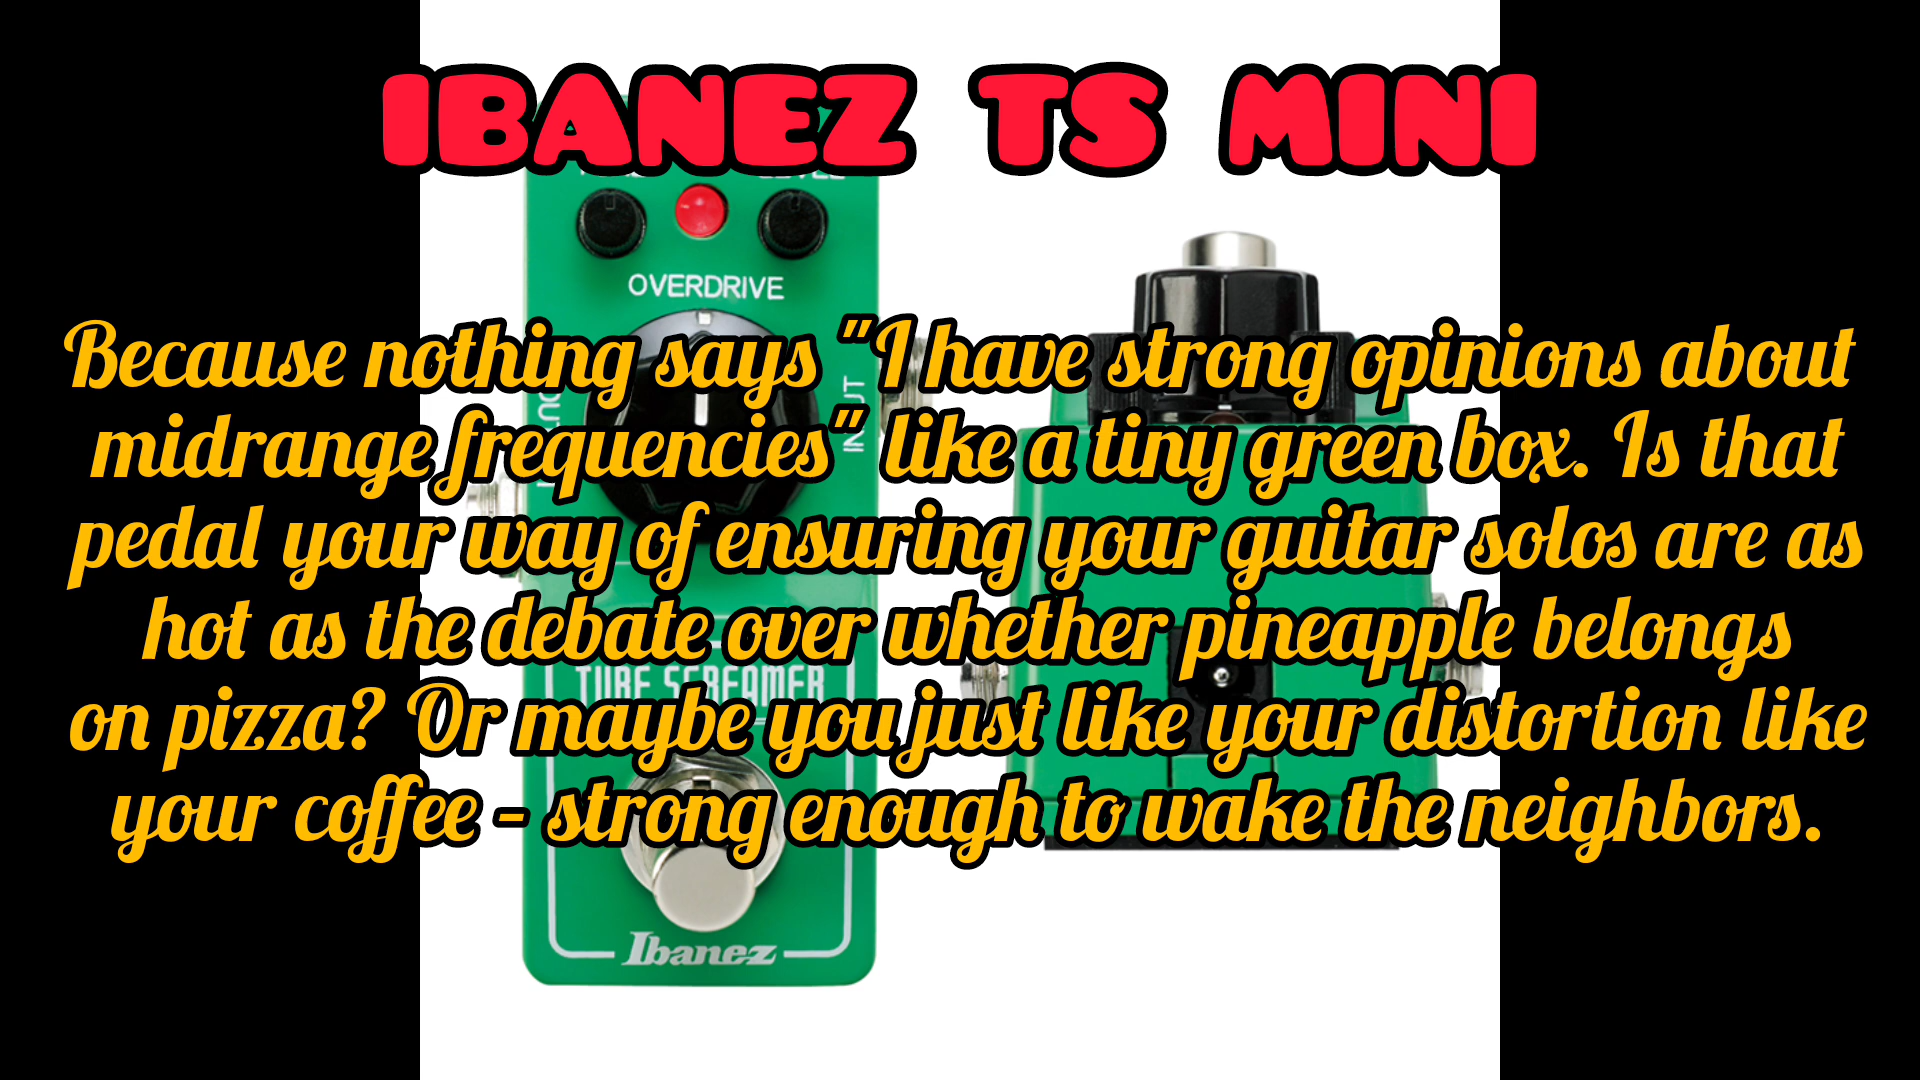 IBANEZ TS MINI
OVERDRIVE
Because nothing says "I have strong opinions about
midrange frequencies" like a tiny green box. Is that
pedal your way of ensuring your guitar solos are as
hot as the debate over whether pineapple belongs
on pizza? Or maybe you just like your distortion like
your coffee – strong enough to wake the neighbors.
TUBE SCREAMER
Ibanez